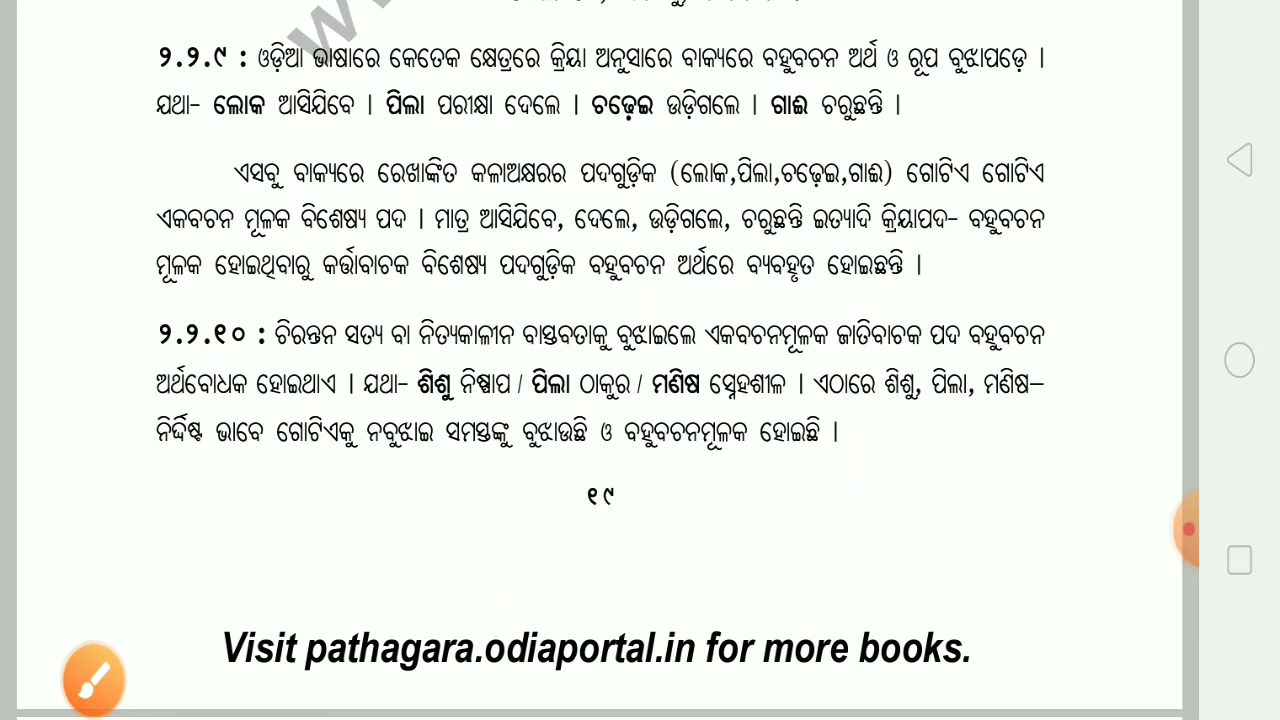 ୨.୨.୯ : ଓଡ଼ିଆ ଭାଷାରେ କେତେକ କ୍ଷେତ୍ରରେ କ୍ରିୟା ଅନୁସାରେ ବାକ୍ୟରେ ବହୁବଚନ ଅର୍ଥ ଓ ରୂପ ବୁଝାପଡ଼େ ।
ଯଥା- ଲୋକ ଆସିଯିବେ । ପିଲା ପରୀକ୍ଷା ଦେଲେ । ଚଢ଼େଇ ଉଡ଼ିଗଲେ । ଗାଈ ଚରୁଛନ୍ତି ।
ଏସବୁ ବାକ୍ୟରେ ରେଖାଙ୍କିତ କଳାଅକ୍ଷରର ପଦଗୁଡ଼ିକ (ଲୋକ,ପିଲା,ଚଢ଼େଇ,ଗାଈ) ଗୋଟିଏ ଗୋଟିଏ
ଏକବଚନ ମୂଳକ ବିଶେଷ୍ୟ ପଦ । ମାତ୍ର ଆସିଯିବେ, ଦେଲେ, ଉଡ଼ିଗଲେ, ଚରୁଛନ୍ତି ଇତ୍ୟାଦି କ୍ରିୟାପଦ- ବହୁବଚନ
ମୂଳକ ହୋଇଥିବାରୁ କର୍ତ୍ତାବାଚକ ବିଶେଷ୍ୟ ପଦଗୁଡ଼ିକ ବହୁବଚନ ଅର୍ଥରେ ବ୍ୟବହୃତ ହୋଇଛନ୍ତି ।
୨.୨.୧୦ : ଚିରନ୍ତନ ସତ୍ୟ ବା ନିତ୍ୟକାଳୀନ ବାସ୍ତବତାକୁ ବୁଝାଇଲେ ଏକବଚନମୂଳକ ଜାତିବାଚକ ପଦ ବହୁବଚନ
ଅର୍ଥବୋଧକ ହୋଇଥାଏ । ଯଥା- ଶିଶୁ ନିଷ୍ପାପ / ପିଲା ଠାକୁର / ମଣିଷ ସ୍ନେହଶୀଳ । ଏଠାରେ ଶିଶୁ, ପିଲା, ମଣିଷ–
ନିର୍ଦ୍ଦିଷ୍ଟ ଭାବେ ଗୋଟିଏକୁ ନବୁଝାଇ ସମସ୍ତଙ୍କୁ ବୁଝାଉଛି ଓ ବହୁବଚନମୂଳକ ହୋଇଛି ।
୧୯
Visit pathagara.odiaportal.in for more books.